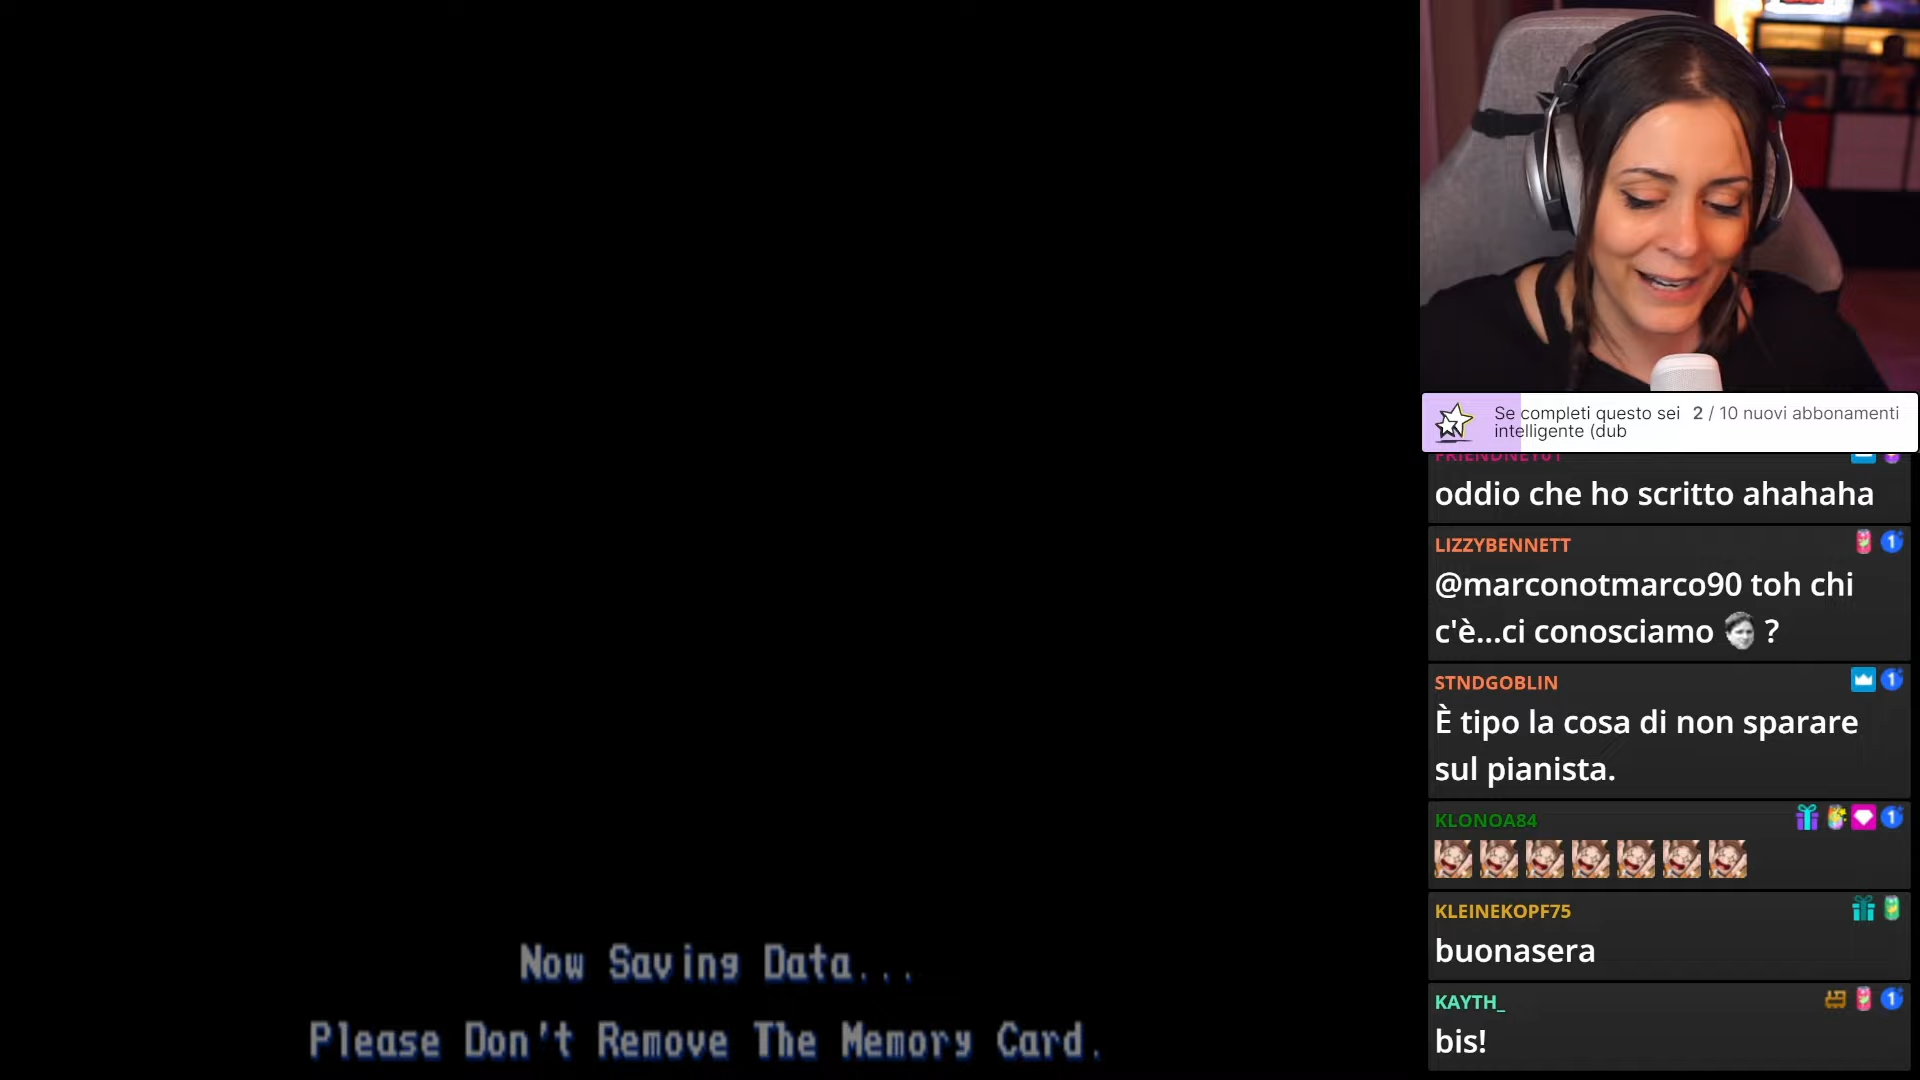 Now Saving Data...
Please Don't Remove The Memory Card.
Se completi questo sei 2 / 10 nuovi abbonamenti
intelligente (dub
oddio che ho scritto ahahaha
LIZZYBENNETT
@marconotmarco90 toh chi
c'è...ci conosciamo ?
STNDGOBLIN
È tipo la cosa di non sparare
sul pianista.
KLONOA84
KLEINEKOPF75
buonasera
KAYTH_
bis!